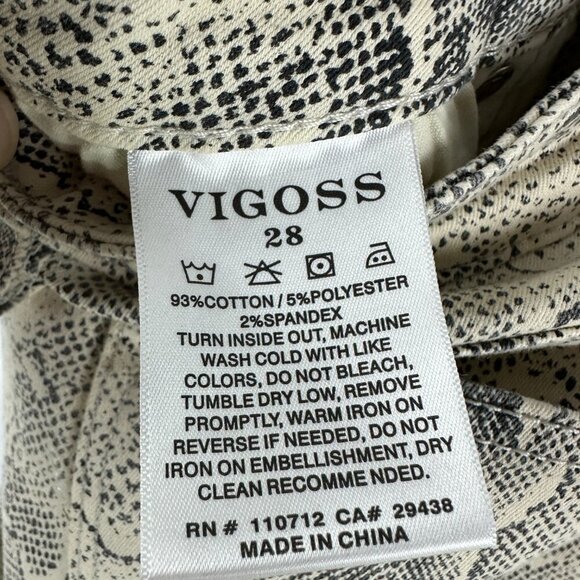 VIGOSS
28
93%COTTON / 5%POLYESTER
2%SPANDEX
TURN INSIDE OUT, MACHINE
WASH COLD WITH LIKE
COLORS, DO NOT BLEACH,
TUMBLE DRY LOW, REMOVE
PROMPTLY, WARM IRON ON
REVERSE IF NEEDED, DO NOT
IRON ON EMBELLISHMENT, DRY
CLEAN RECOMME NDED.
RN # 110712 CA# 29438
MADE IN CHINA